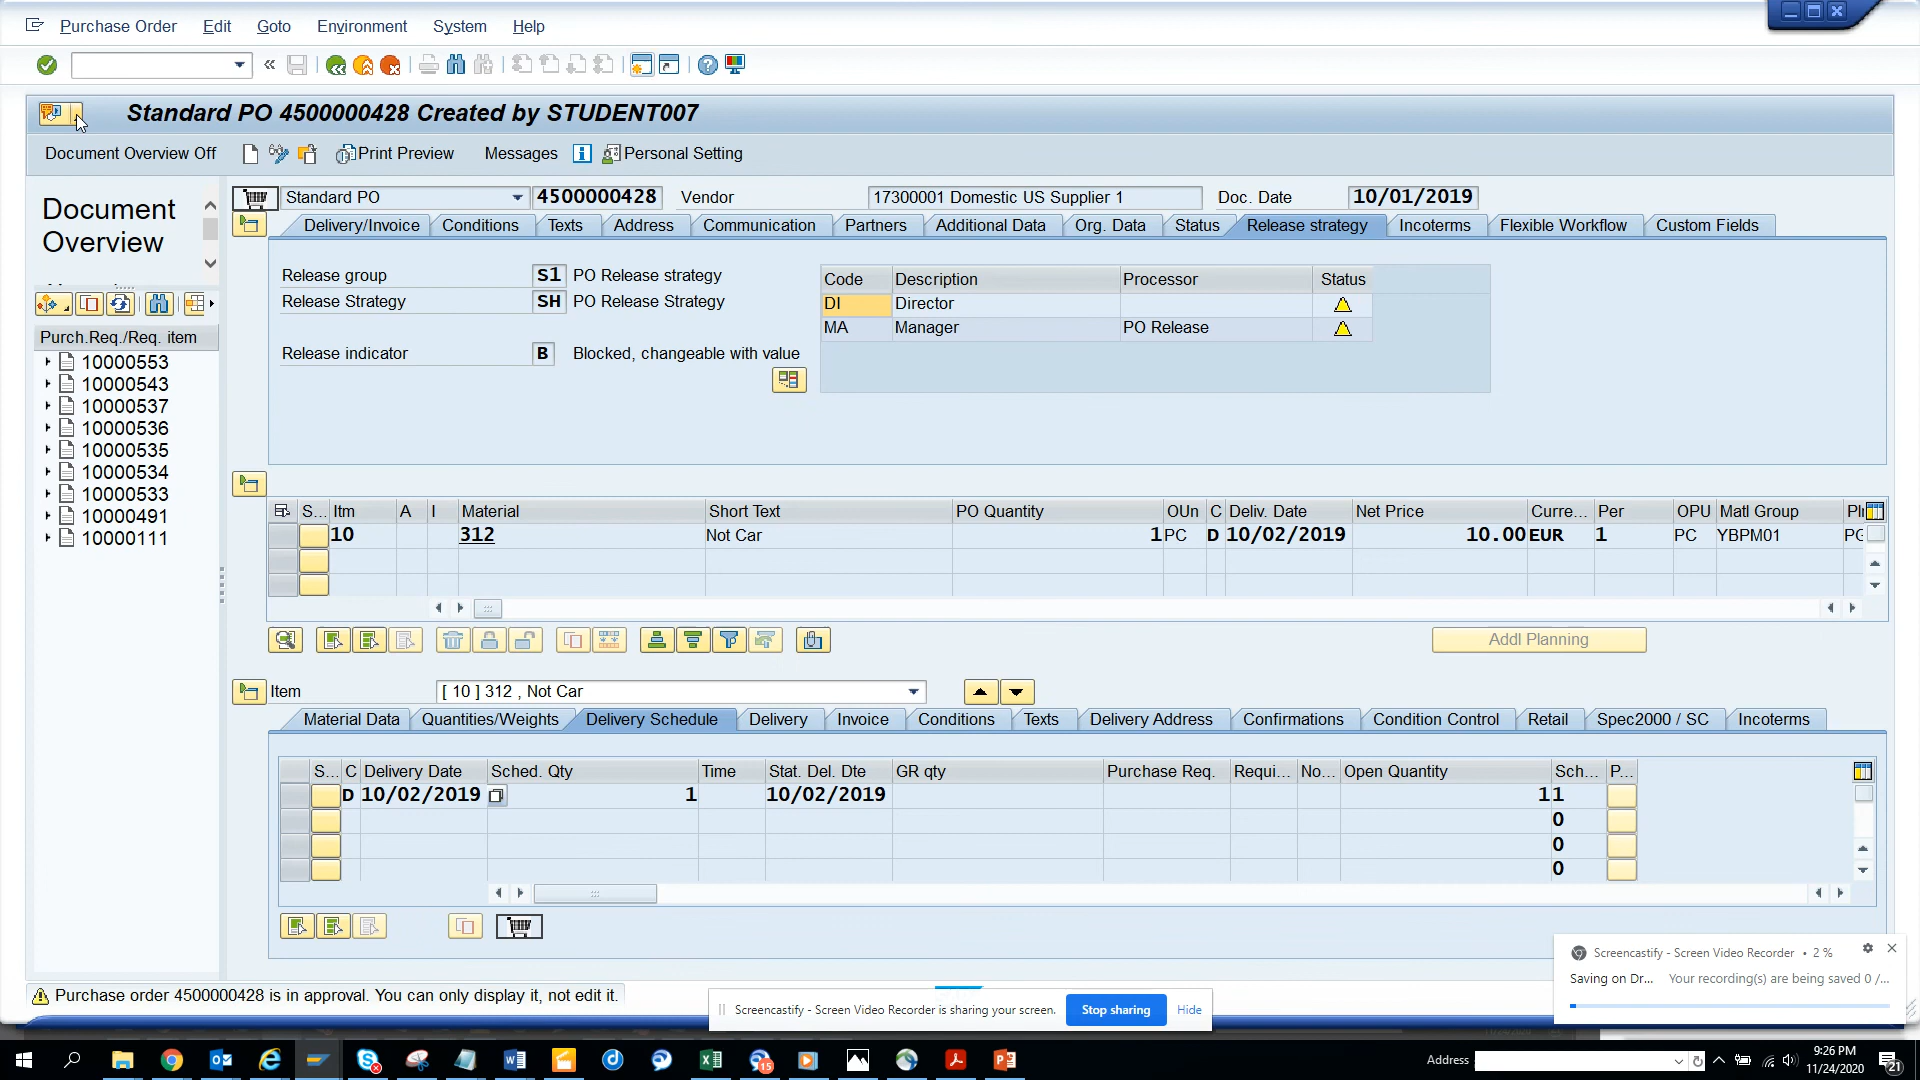 Purchase Order Edit Goto Environment System Help
Standard PO 4500000428 Created by STUDENT007
Document Overview Off Print Preview Messages Personal Setting
Document
Overview
Standard PO 4500000428 Vendor 17300001 Domestic US Supplier 1 Doc. Date 10/01/2019
Delivery/Invoice Conditions Texts Address Communication Partners Additional Data Org. Data Status Release strategy Incoterms Flexible Workflow Custom Fields
Release group S1 PO Release strategy
Release Strategy SH PO Release Strategy
Release indicator B Blocked, changeable with value
Code Description Processor Status
DI Director
MA Manager PO Release
Purch.Req./Req. item
10000553
10000543
10000537
10000536
10000535
10000534
10000533
10000491
10000111
S... Itm A I Material Short Text PO Quantity OUn C Deliv. Date Net Price Curre... Per OPU Matl Group
10 312 Not Car 1 PC D 10/02/2019 10.00 EUR 1 PC YBPM01
Addl Planning
Item [ 10 ] 312 , Not Car
Material Data Quantities/Weights Delivery Schedule Delivery Invoice Conditions Texts Delivery Address Confirmations Condition Control Retail Spec2000 / SC Incoterms
S... C Delivery Date Sched. Qty Time Stat. Del. Dte GR qty Purchase Req. Requi... No... Open Quantity Sch... P...
D 10/02/2019 1 10/02/2019 1 1
0
0
0
Purchase order 4500000428 is in approval. You can only display it, not edit it.
Screencastify - Screen Video Recorder is sharing your screen. Stop sharing Hide
Screencastify - Screen Video Recorder • 2 %
Saving on Dr... Your recording(s) are being saved 0 /...
Address
15
9:26 PM
11/24/2020
21